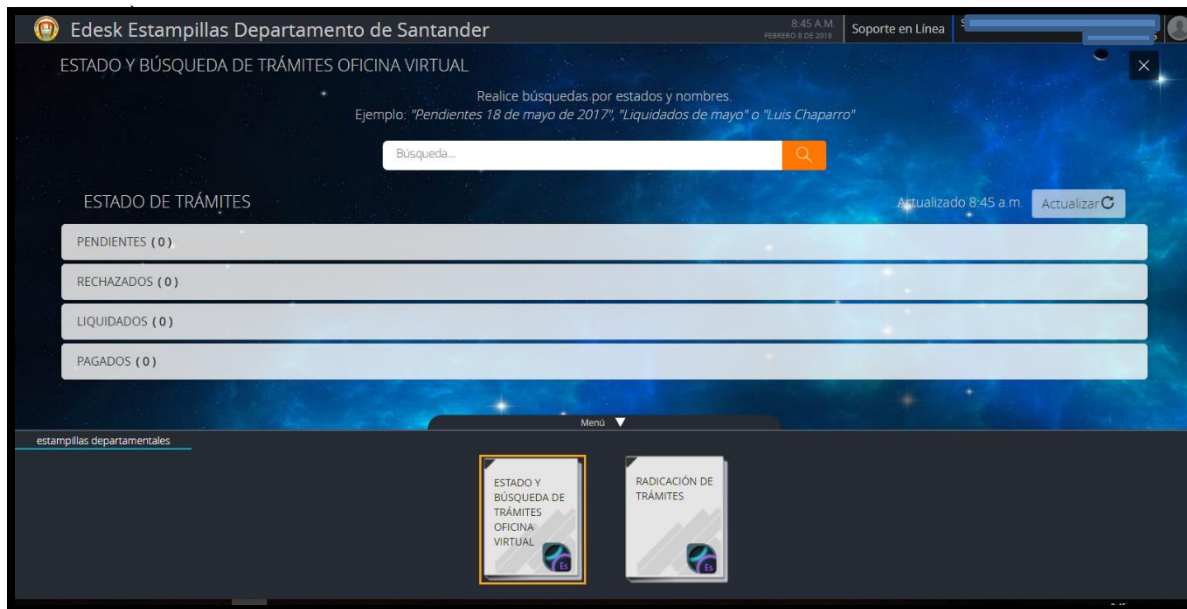 Edesk Estampillas Departamento de Santander
8:45 A.M.
FEBRERO 6 DE 2018
Soporte en Línea
ESTADO Y BÚSQUEDA DE TRÁMITES OFICINA VIRTUAL
Realice búsquedas por estados y nombres.
Ejemplo: "Pendientes 18 de mayo de 2017", "Liquidados de mayo" o "Luis Chaparro"
Búsqueda...
ESTADO DE TRÁMITES
Actualizado 8:45 a.m.
Actualizar
PENDIENTES (0)
RECHAZADOS (0)
LIQUIDADOS (0)
PAGADOS (0)
Menú
estampillas departamentales
ESTADO Y
BÚSQUEDA DE
TRÁMITES
OFICINA
VIRTUAL
Es
RADICACIÓN DE
TRÁMITES
Es